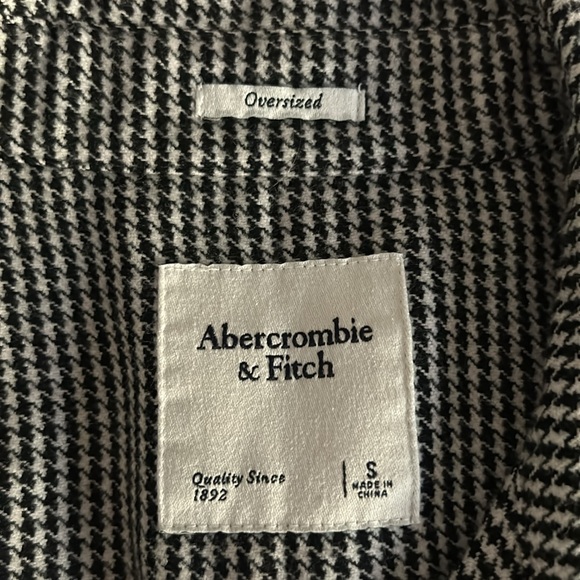 Oversized
Abercrombie
& Fitch
Quality Since
1892
S
MADE IN
CHINA